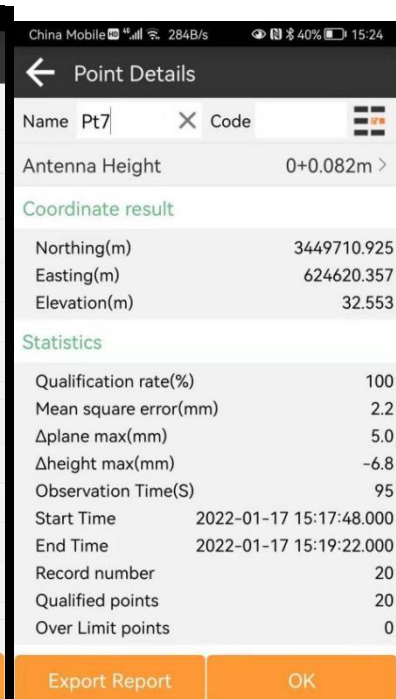 China Mobile HD 4G 284B/s 40% 15:24
Point Details
Name Pt7 Code
Antenna Height 0+0.082m >
Coordinate result
Northing(m) 3449710.925
Easting(m) 624620.357
Elevation(m) 32.553
Statistics
Qualification rate(%) 100
Mean square error(mm) 2.2
Δplane max(mm) 5.0
Δheight max(mm) -6.8
Observation Time(S) 95
Start Time 2022-01-17 15:17:48.000
End Time 2022-01-17 15:19:22.000
Record number 20
Qualified points 20
Over Limit points 0
Export Report OK